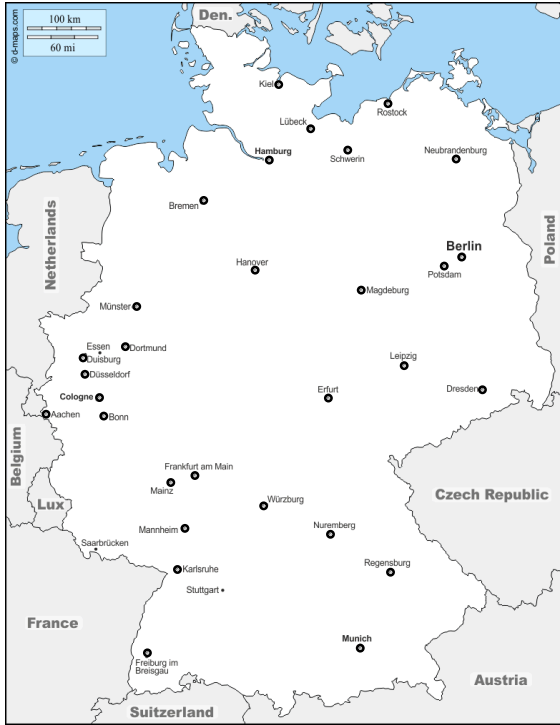 Den.
100 km
60 mi
© d-maps.com
Kiel
Rostock
Lübeck
Hamburg
Schwerin
Neubrandenburg
Bremen
Netherlands
Poland
Berlin
Hanover
Potsdam
Magdeburg
Münster
Essen
Dortmund
Duisburg
Leipzig
Düsseldorf
Dresden
Cologne
Erfurt
Aachen
Bonn
Belgium
Frankfurt am Main
Mainz
Lux
Czech Republic
Würzburg
Mannheim
Nuremberg
Saarbrücken
Karlsruhe
Regensburg
Stuttgart
France
Munich
Freiburg im
Breisgau
Austria
Suitzerland